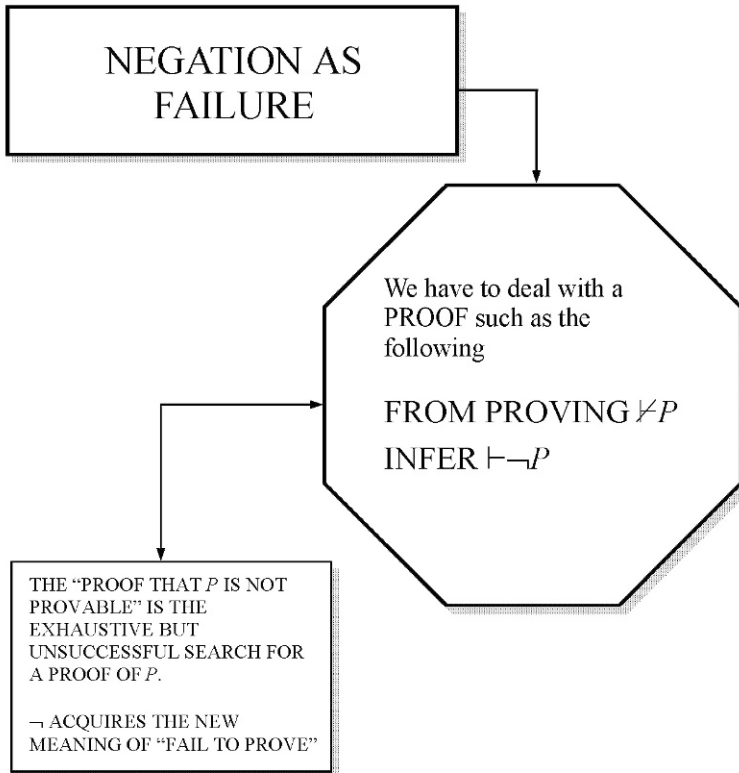 NEGATION AS
FAILURE
We have to deal with a
PROOF such as the
following
FROM PROVING ⊬P
INFER ⊢¬P
THE “PROOF THAT P IS NOT
PROVABLE” IS THE
EXHAUSTIVE BUT
UNSUCCESSFUL SEARCH FOR
A PROOF OF P.
¬ ACQUIRES THE NEW
MEANING OF “FAIL TO PROVE”